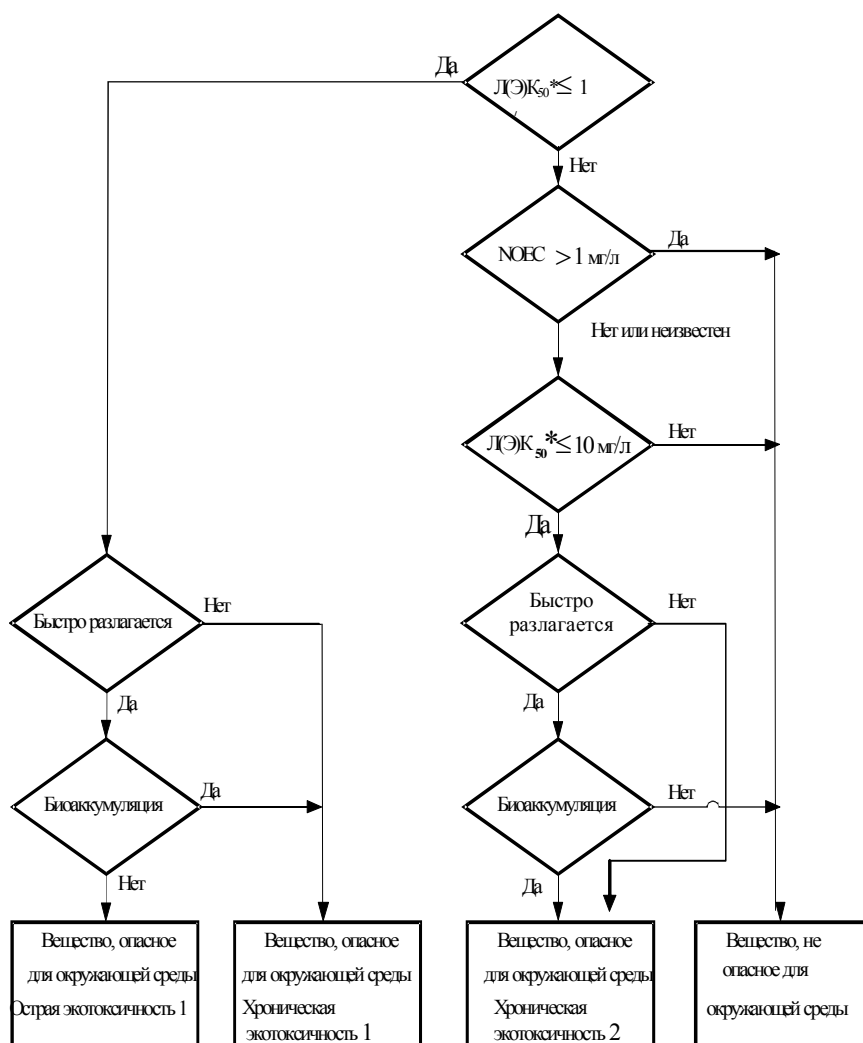 Да
Л(Э)К50*≤ 1
Нет
NOEC > 1 мг/л
Да
Нет или неизвестен
Л(Э)К 50*≤ 10 мг/л
Нет
Да
Быстро разлагается
Нет
Быстро
разлагается
Нет
Да
Да
Биоаккумуляция
Да
Биоаккумуляция
Нет
Нет
Да
Вещество, опасное
для окружающей среды
Острая экотоксичность 1
Вещество, опасное
для окружающей среды
Хроническая
экотоксичность 1
Вещество, опасное
для окружающей среды
Хроническая
экотоксичность 2
Вещество, не
опасное для
окружающей среды